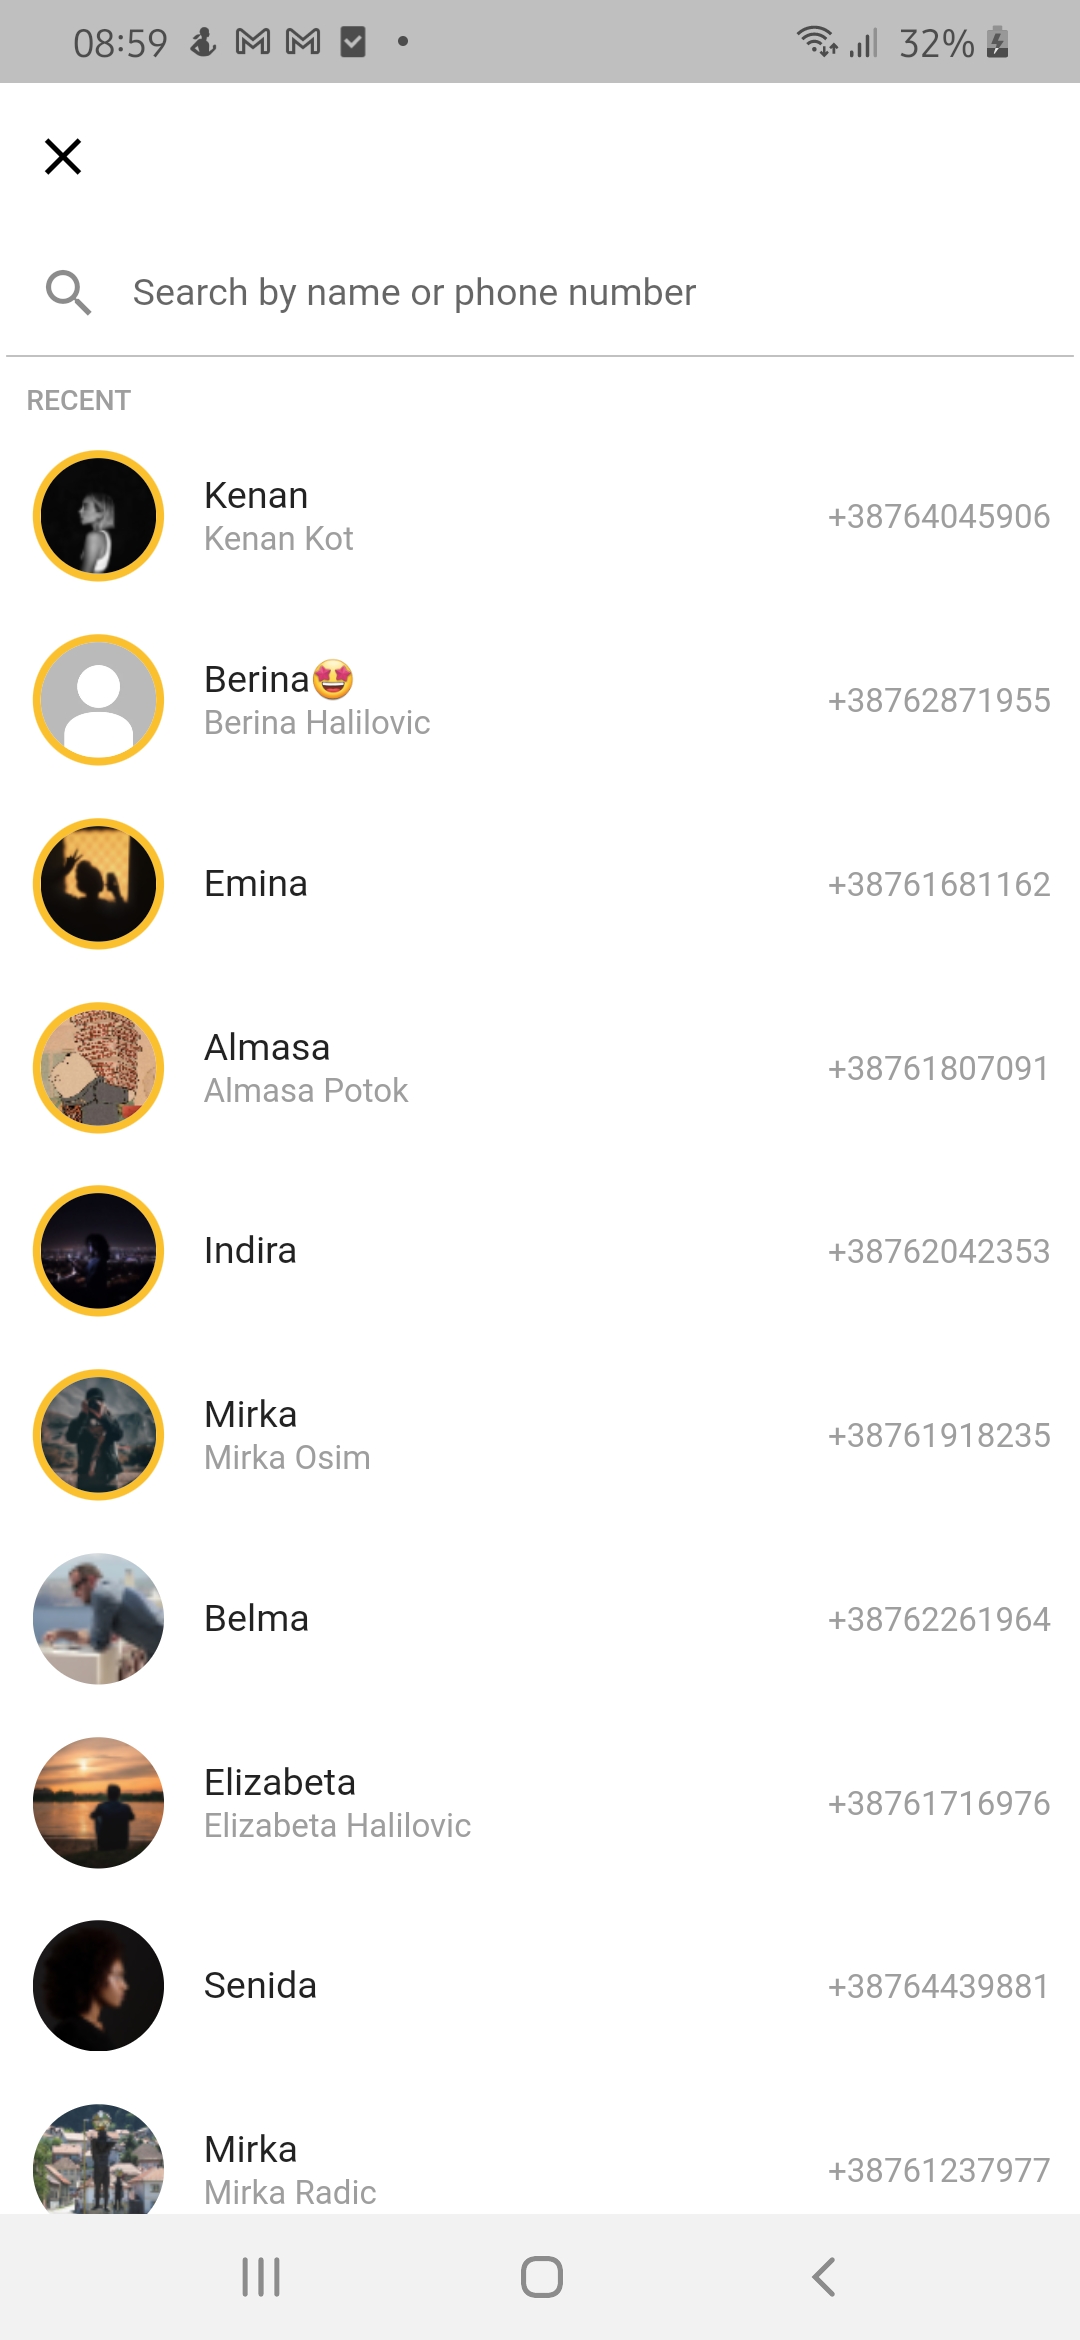 08:59
32%
Search by name or phone number
RECENT
Kenan
Kenan Kot
+38764045906
Berina🤩
Berina Halilovic
+38762871955
Emina
+38761681162
Almasa
Almasa Potok
+38761807091
Indira
+38762042353
Mirka
Mirka Osim
+38761918235
Belma
+38762261964
Elizabeta
Elizabeta Halilovic
+38761716976
Senida
+38764439881
Mirka
Mirka Radic
+38761237977